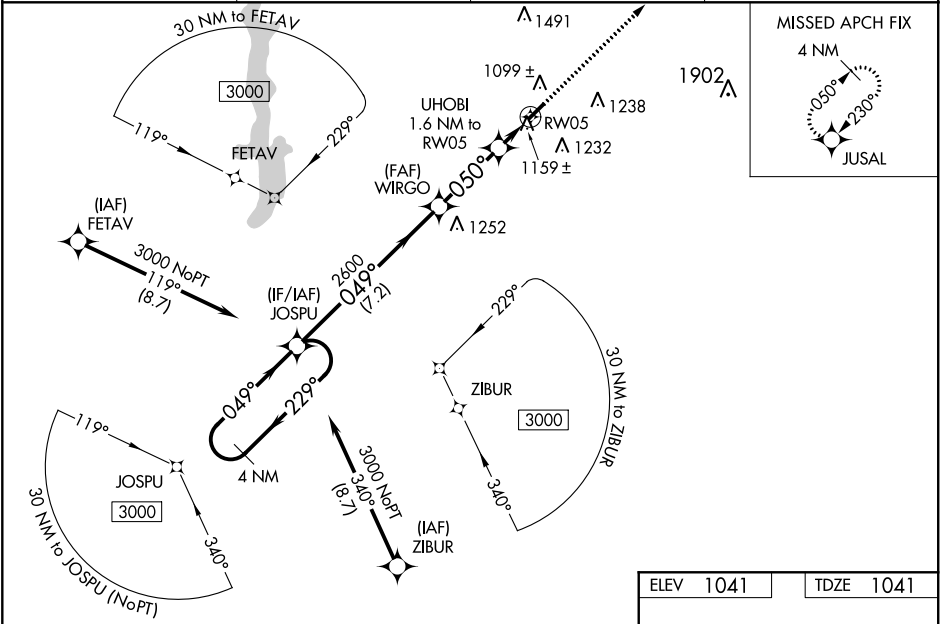 30 NM to FETAV
3000
119°
229°
FETAV
1491
1099 ±
1902
1238
1232
1159 ±
UHOBI
1.6 NM to
RW05
RW05
MISSED APCH FIX
4 NM
050°
230°
JUSAL
(FAF)
WIRGO
050°
1252
(IAF)
FETAV
3000 NoPT
119°
(8.7)
2600
049°
(7.2)
(IF/IAF)
JOSPU
049°
229°
4 NM
229°
ZIBUR
3000
340°
30 NM to ZIBUR
119°
JOSPU
3000
340°
30 NM to JOSPU (NoPT)
3000 NoPT
340°
(8.7)
(IAF)
ZIBUR
ELEV 1041
TDZE 1041